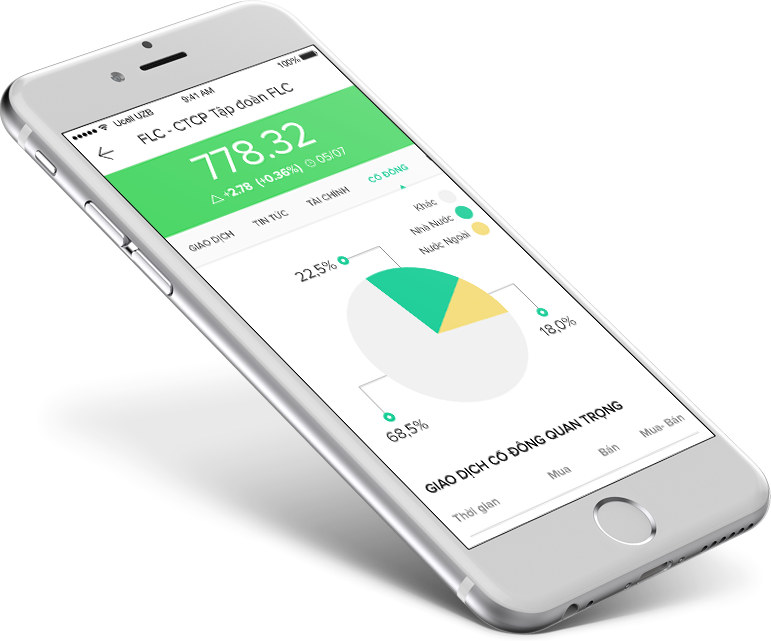 Ucell UZB 9:41 AM 100%
FLC - CTCP Tập đoàn FLC
778.32
+2.78 (+0.36%) 05/07
GIAO DỊCH TIN TỨC TÀI CHÍNH CỔ ĐÔNG
Khác
Nhà Nước
Nước Ngoài
22,5%
18,0%
68,5%
GIAO DỊCH CỔ ĐÔNG QUAN TRỌNG
Thời gian Mua Bán Mua- Bán